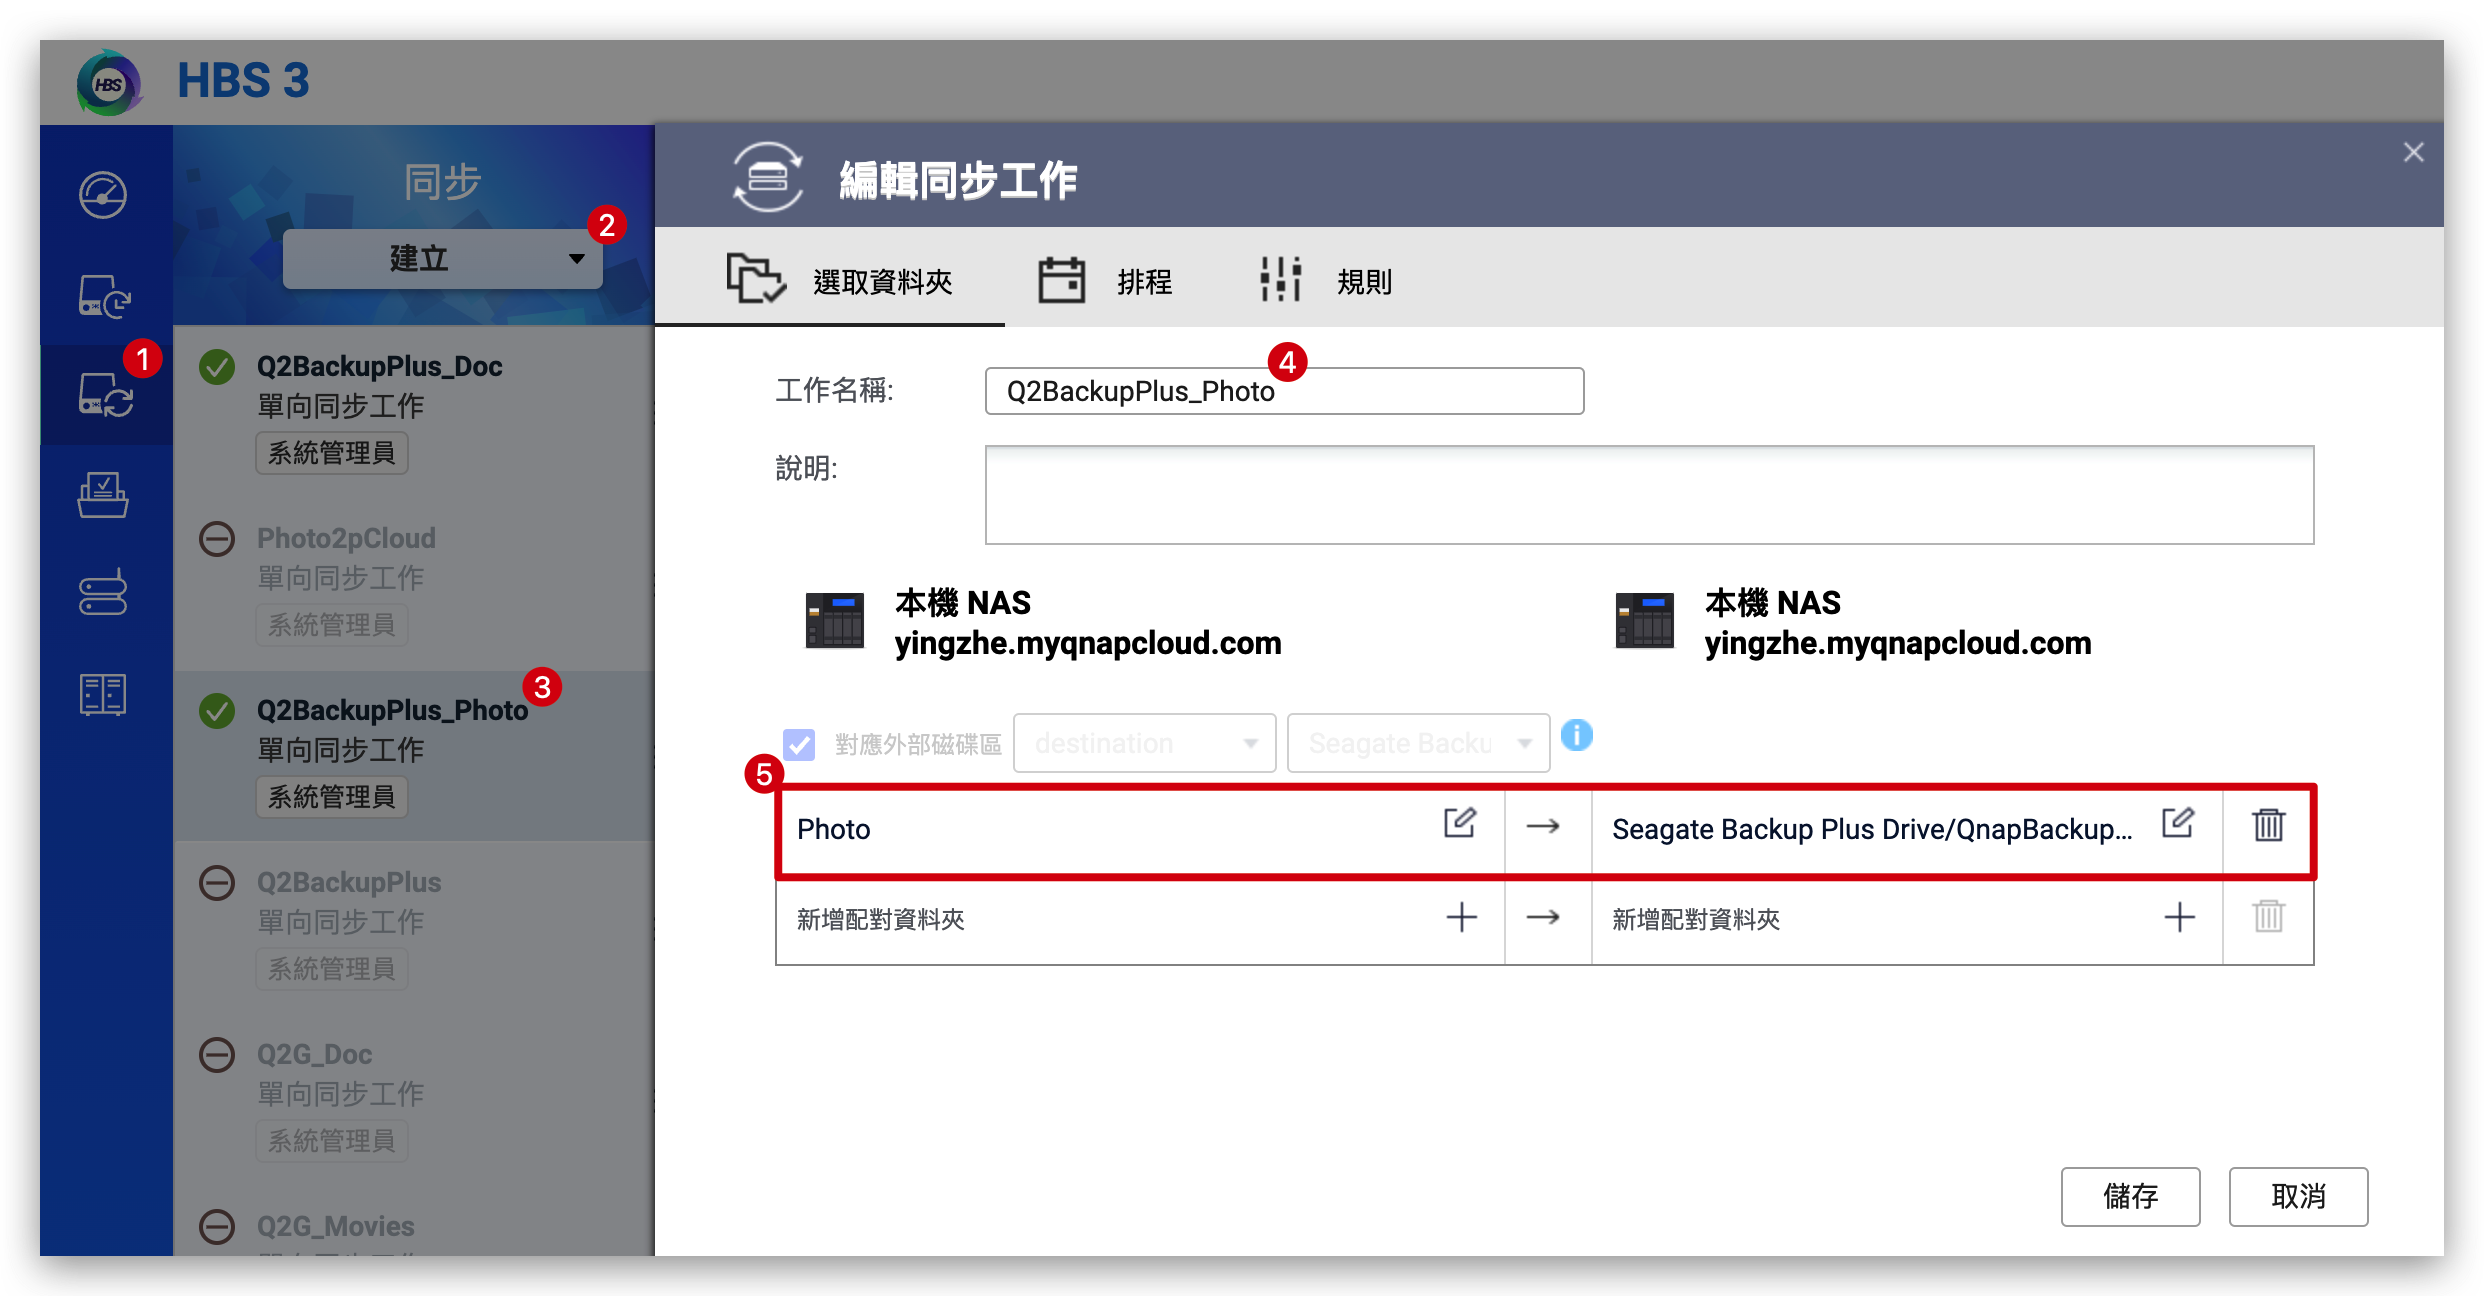 HBS
HBS 3
1
同步
建立
2
Q2BackupPlus_Doc
單向同步工作
系統管理員
Photo2pCloud
單向同步工作
系統管理員
Q2BackupPlus_Photo
3
單向同步工作
系統管理員
Q2BackupPlus
單向同步工作
系統管理員
Q2G_Doc
單向同步工作
系統管理員
Q2G_Movies
編輯同步工作
選取資料夾
排程
規則
4
工作名稱:
Q2BackupPlus_Photo
說明:
本機 NAS
yingzhe.myqnapcloud.com
本機 NAS
yingzhe.myqnapcloud.com
對應外部磁碟區
destination
Seagate Backu
5
Photo
Seagate Backup Plus Drive/QnapBackup...
新增配對資料夾
新增配對資料夾
儲存
取消